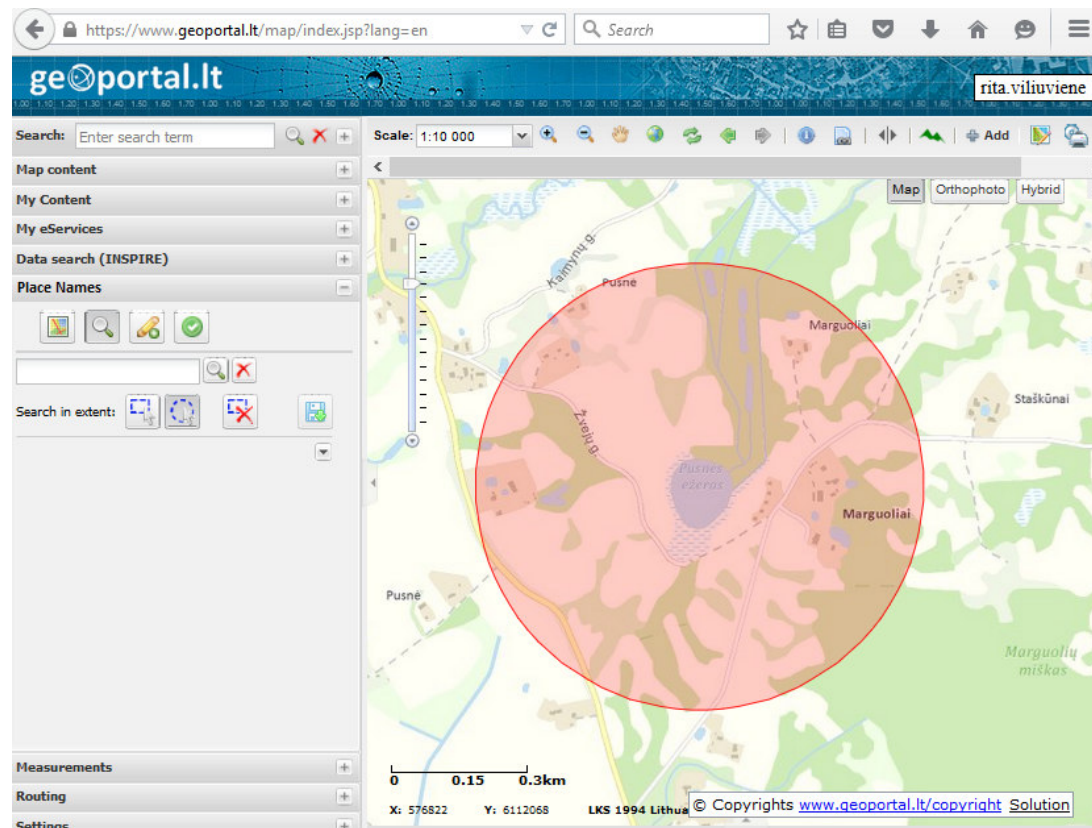 https://www.geoportal.lt/map/index.jsp?lang=en
Search
geoportal.lt
rita.viliuviene
Search: Enter search term
Scale: 1:10 000
Add
Map content
My Content
My eServices
Data search (INSPIRE)
Place Names
Search in extent:
Measurements
Routing
Settings
Map Orthophoto Hybrid
Kaimynų g.
Pusnė
Marguoliai
Staškūnai
Žvejų g.
Pusnės
ežeras
Marguoliai
Pusnė
Marguolių
miškas
0 0.15 0.3km
X: 576822 Y: 6112068 LKS 1994 Lithua
© Copyrights www.geoportal.lt/copyright Solution